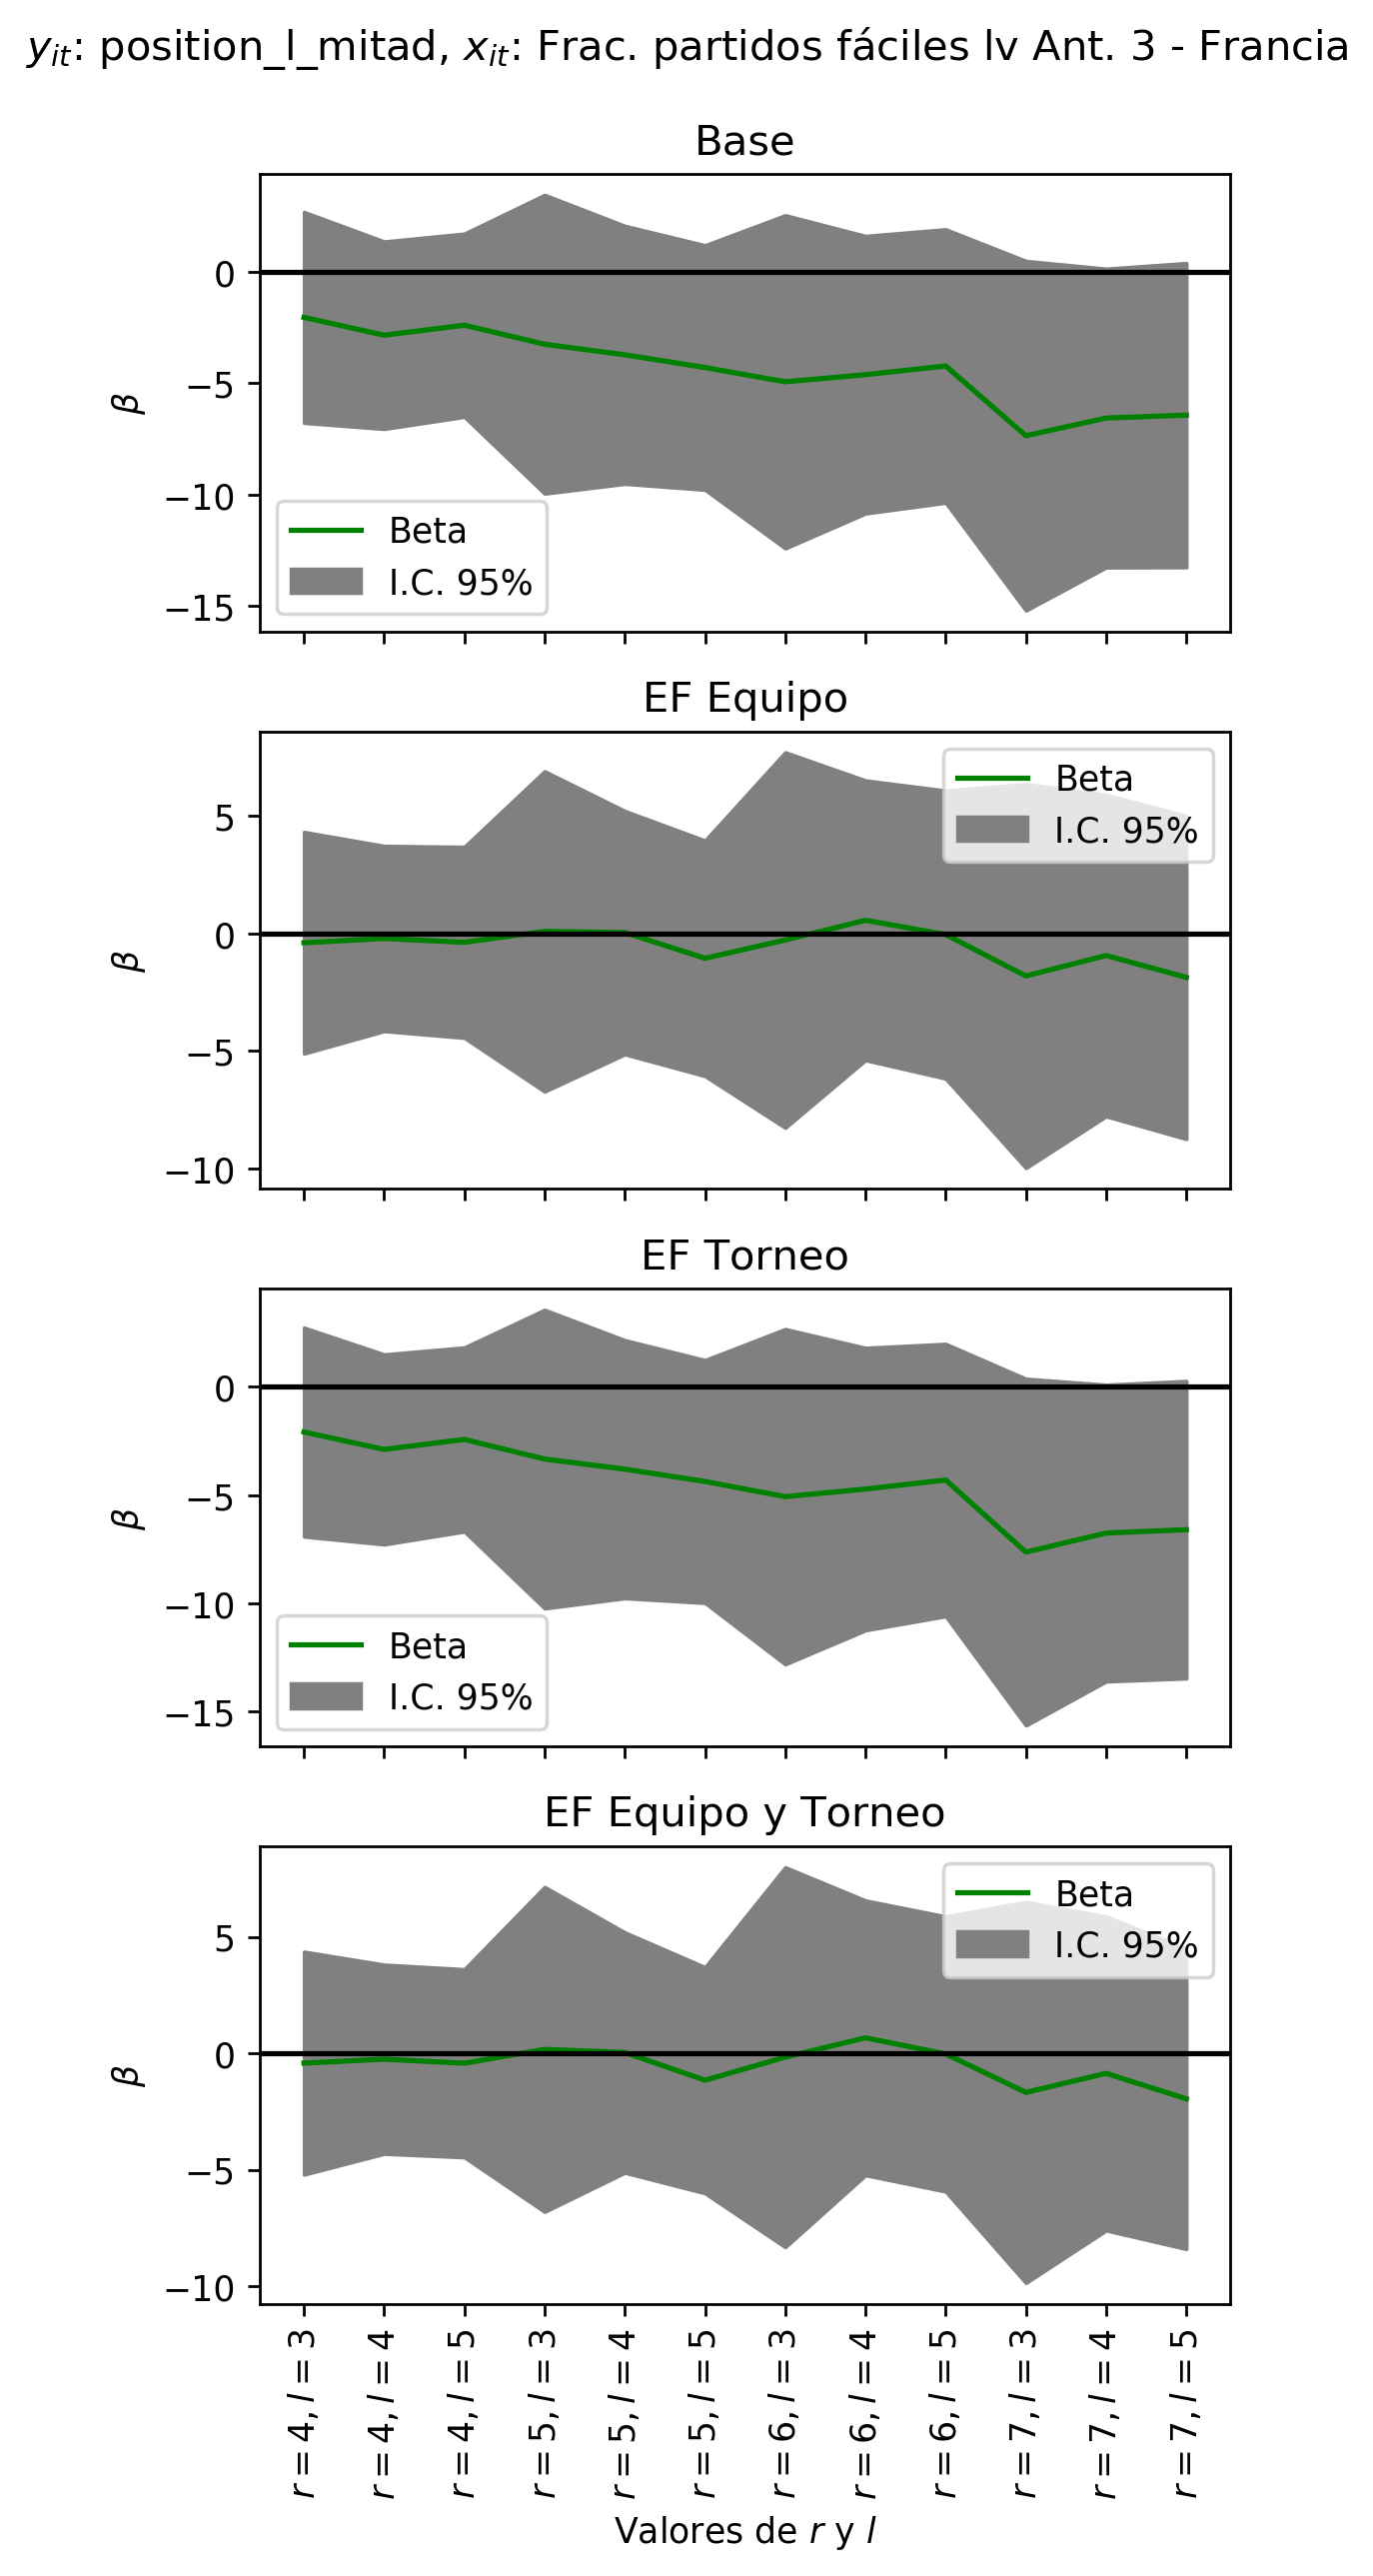 y_it: position_l_mitad, x_it: Frac. partidos fáciles lv Ant. 3 - Francia
Base
0
−5
−10
−15
β
Beta
I.C. 95%
EF Equipo
5
0
−5
−10
β
Beta
I.C. 95%
EF Torneo
0
−5
−10
−15
β
Beta
I.C. 95%
EF Equipo y Torneo
5
0
−5
−10
β
Beta
I.C. 95%
r = 4, l = 3
r = 4, l = 4
r = 4, l = 5
r = 5, l = 3
r = 5, l = 4
r = 5, l = 5
r = 6, l = 3
r = 6, l = 4
r = 6, l = 5
r = 7, l = 3
r = 7, l = 4
r = 7, l = 5
Valores de r y l